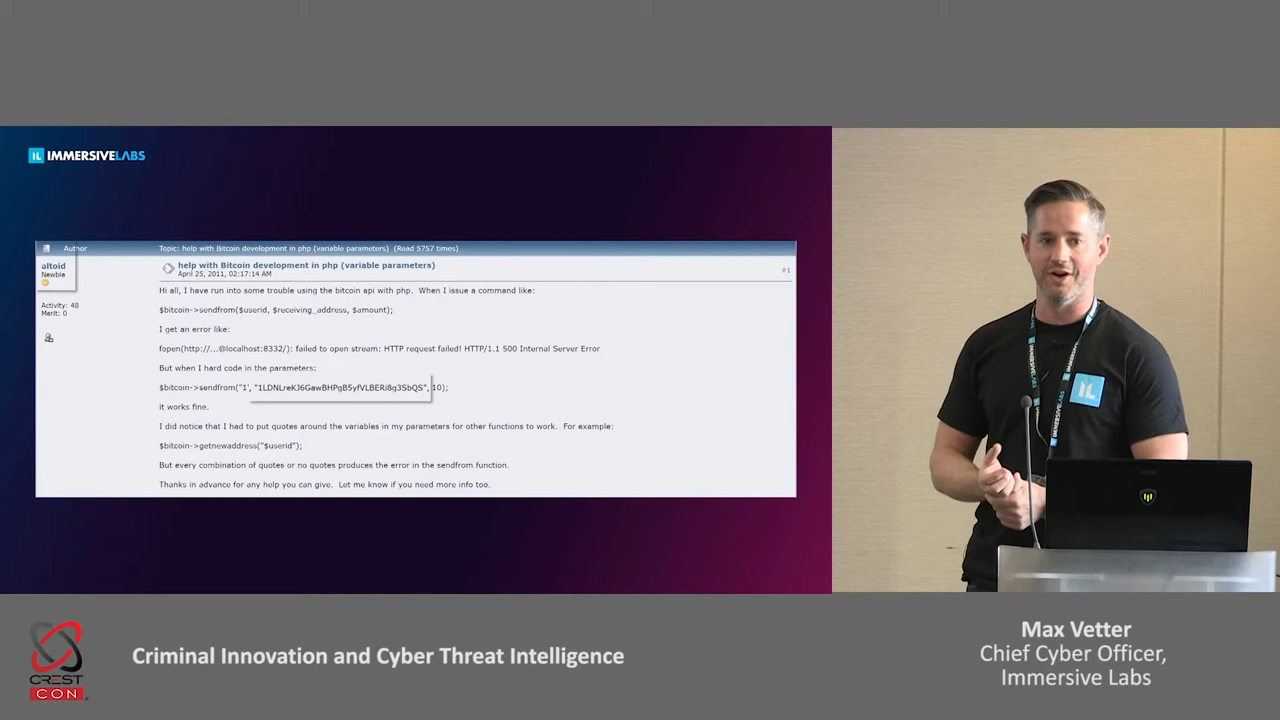 IL IMMERSIVELABS
Author
Topic: help with Bitcoin development in php (variable parameters) (Read 5757 times)
altoid
Newbie
Activity: 48
Merit: 0
help with Bitcoin development in php (variable parameters)
April 25, 2011, 02:17:14 AM
#1
Hi all, I have run into some trouble using the bitcoin api with php. When I issue a command like:
$bitcoin->sendfrom($userid, $receiving_address, $amount);
I get an error like:
fopen(http://...@localhost:8332/): failed to open stream: HTTP request failed! HTTP/1.1 500 Internal Server Error
But when I hard code in the parameters:
$bitcoin->sendfrom("1", "1LDNLreKJ6GawBHPgB5yfVLBERi8g3SbQS", 10);
it works fine.
I did notice that I had to put quotes around the variables in my parameters for other functions to work. For example:
$bitcoin->getnewaddress("$userid");
But every combination of quotes or no quotes produces the error in the sendfrom function.
Thanks in advance for any help you can give. Let me know if you need more info too.
IL
msi
CREST
CON
Criminal Innovation and Cyber Threat Intelligence
Max Vetter
Chief Cyber Officer,
Immersive Labs